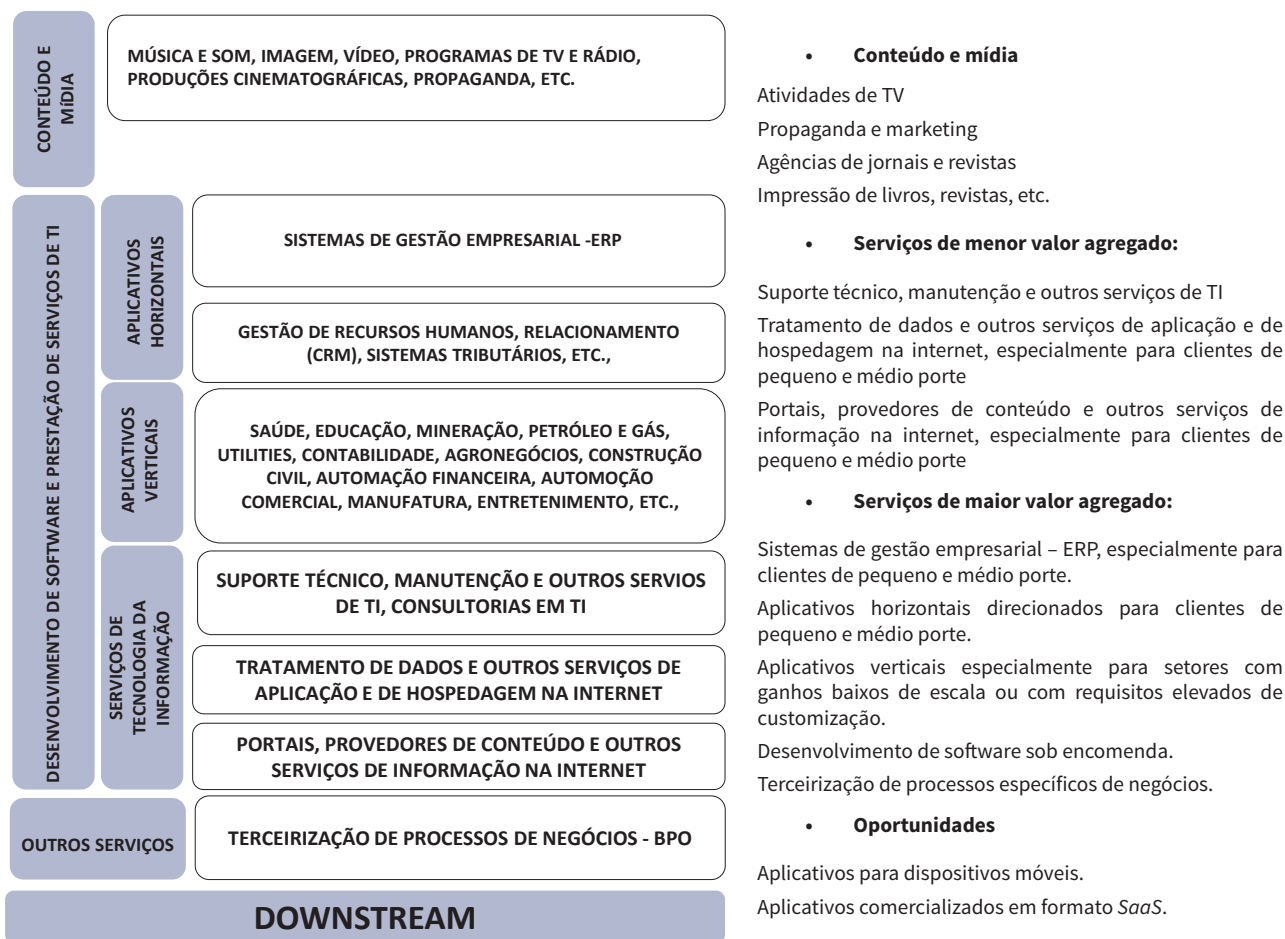 CONTEÚDO E
MíDIA
MÚSICA E SOM, IMAGEM, VÍDEO, PROGRAMAS DE TV E RÁDIO,
PRODUÇÕES CINEMATOGRÁFICAS, PROPAGANDA, ETC.
DESENVOLVIMENTO DE SOFTWARE E PRESTAÇÃO DE SERVIÇOS DE TI
APLICATIVOS
HORIZONTAIS
SISTEMAS DE GESTÃO EMPRESARIAL -ERP
GESTÃO DE RECURSOS HUMANOS, RELACIONAMENTO
(CRM), SISTEMAS TRIBUTÁRIOS, ETC.,
APLICATIVOS
VERTICAIS
SAÚDE, EDUCAÇÃO, MINERAÇÃO, PETRÓLEO E GÁS,
UTILITIES, CONTABILIDADE, AGRONEGÓCIOS, CONSTRUÇÃO
CIVIL, AUTOMAÇÃO FINANCEIRA, AUTOMOÇÃO
COMERCIAL, MANUFATURA, ENTRETENIMENTO, ETC.,
SERVIÇOS DE
TECNOLOGIA DA
INFORMAÇÃO
SUPORTE TÉCNICO, MANUTENÇÃO E OUTROS SERVIOS
DE TI, CONSULTORIAS EM TI
TRATAMENTO DE DADOS E OUTROS SERVIÇOS DE
APLICAÇÃO E DE HOSPEDAGEM NA INTERNET
PORTAIS, PROVEDORES DE CONTEÚDO E OUTROS
SERVIÇOS DE INFORMAÇÃO NA INTERNET
OUTROS SERVIÇOS
TERCEIRIZAÇÃO DE PROCESSOS DE NEGÓCIOS - BPO
DOWNSTREAM
• Conteúdo e mídia
Atividades de TV
Propaganda e marketing
Agências de jornais e revistas
Impressão de livros, revistas, etc.
• Serviços de menor valor agregado:
Suporte técnico, manutenção e outros serviços de TI
Tratamento de dados e outros serviços de aplicação e de
hospedagem na internet, especialmente para clientes de
pequeno e médio porte
Portais, provedores de conteúdo e outros serviços de
informação na internet, especialmente para clientes de
pequeno e médio porte
• Serviços de maior valor agregado:
Sistemas de gestão empresarial – ERP, especialmente para
clientes de pequeno e médio porte.
Aplicativos horizontais direcionados para clientes de
pequeno e médio porte.
Aplicativos verticais especialmente para setores com
ganhos baixos de escala ou com requisitos elevados de
customização.
Desenvolvimento de software sob encomenda.
Terceirização de processos específicos de negócios.
• Oportunidades
Aplicativos para dispositivos móveis.
Aplicativos comercializados em formato SaaS.